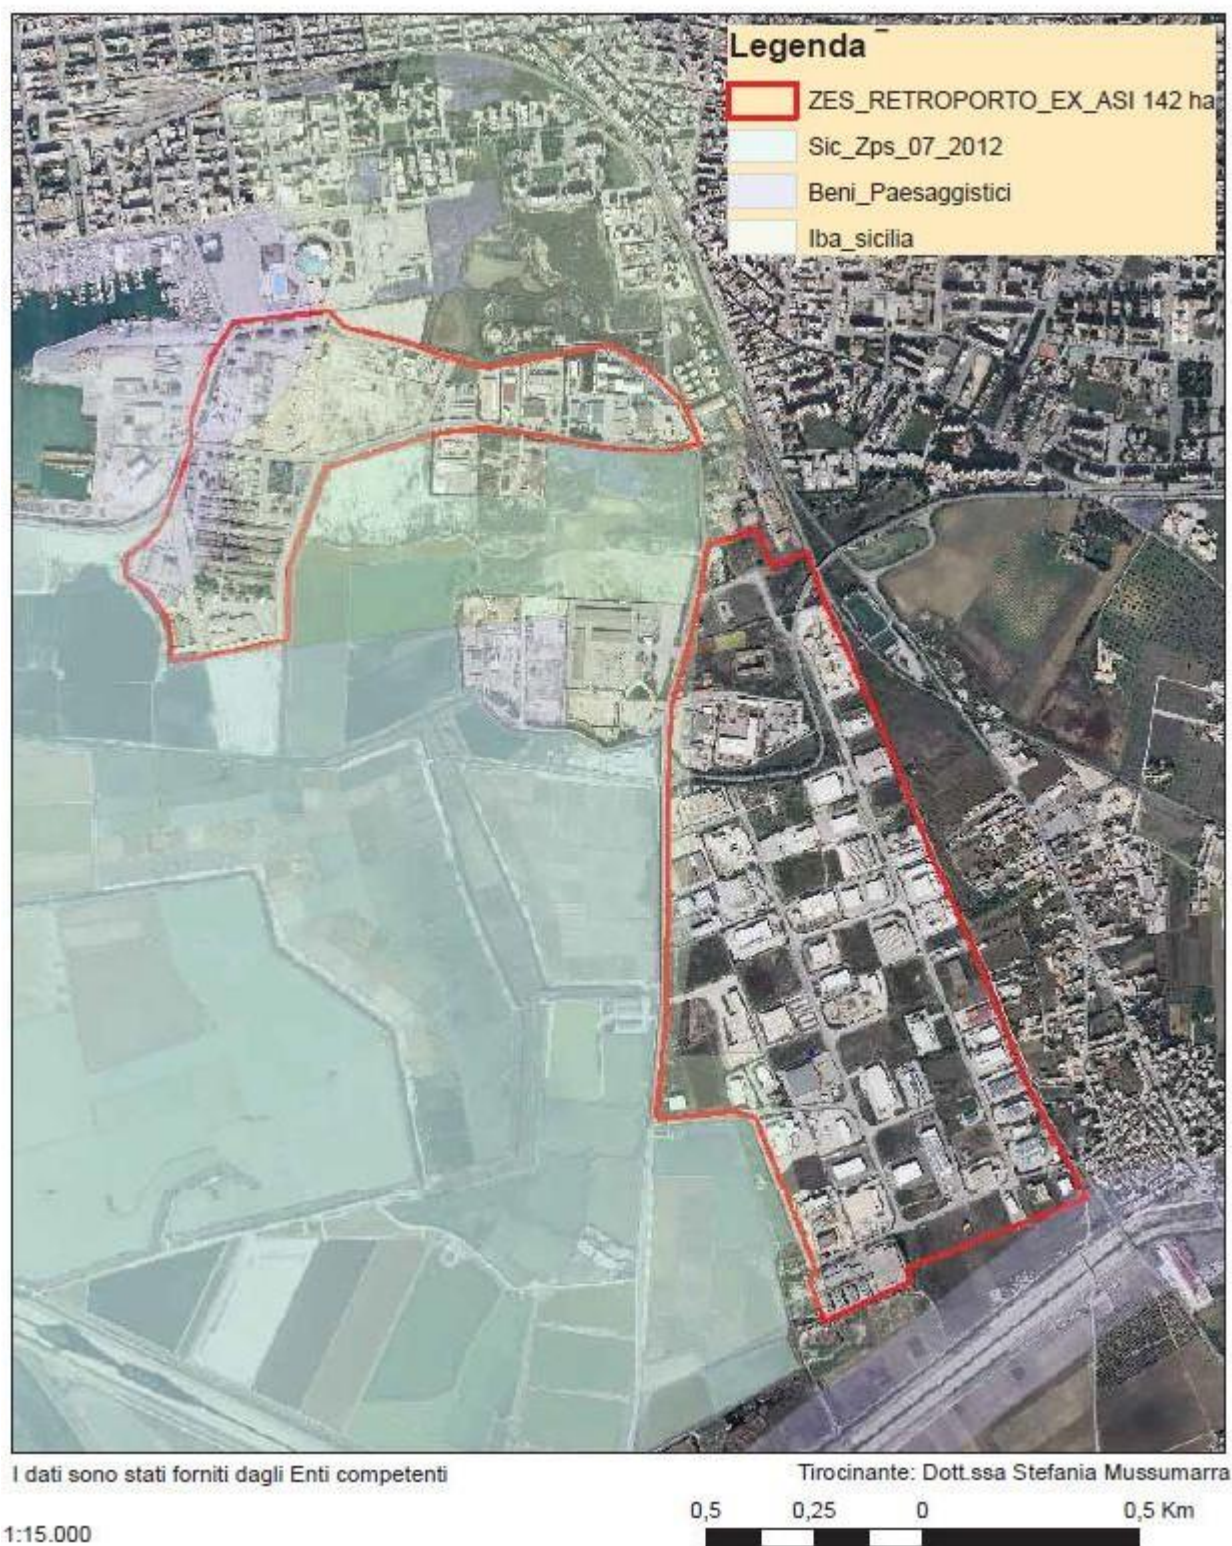 Legenda
ZES_RETROPORTO_EX_ASI 142 ha
Sic_Zps_07_2012
Beni_Paesaggistici
Iba_sicilia
I dati sono stati forniti dagli Enti competenti
Tirocinante: Dott.ssa Stefania Mussumarra
0,5 0,25 0 0,5 Km
1:15.000